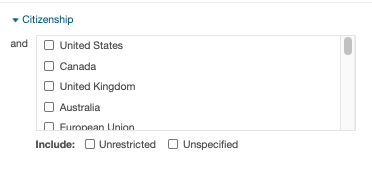 Citizenship
and
United States
Canada
United Kingdom
Australia
European Union
Include: Unrestricted Unspecified